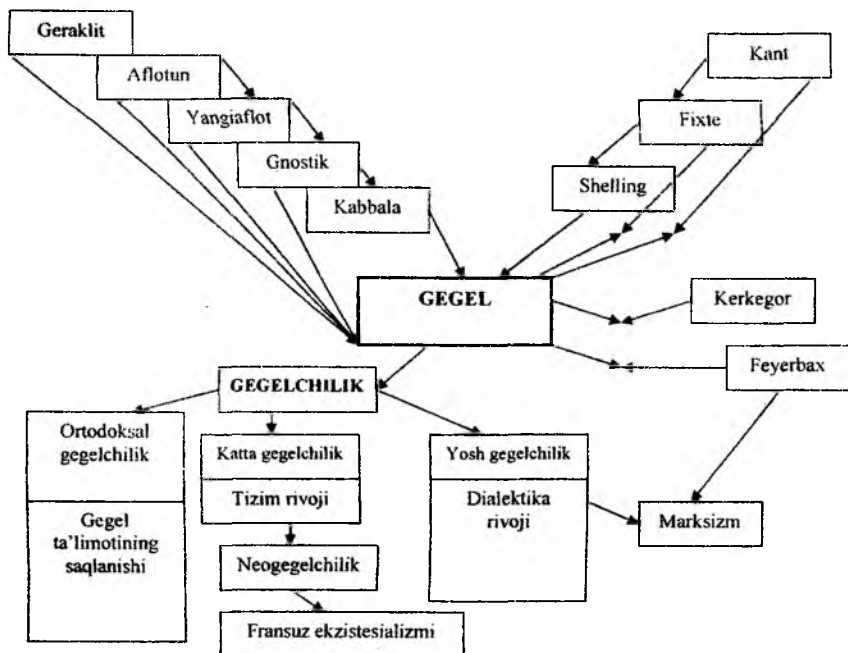 Geraklit
Aflotun
Yangiaflot
Gnostik
Kabbala
Kant
Fixte
Shelling
GEGEL
Kerkegor
Feyerbax
GEGELCHILIK
Ortodoksal
gegelchilik
Gegel
ta'limotining
saqlanishi
Katta gegelchilik
Tizim rivoji
Neogegelchilik
Fransuz ekzistesializmi
Yosh gegelchilik
Dialektika
rivoji
Marksizm